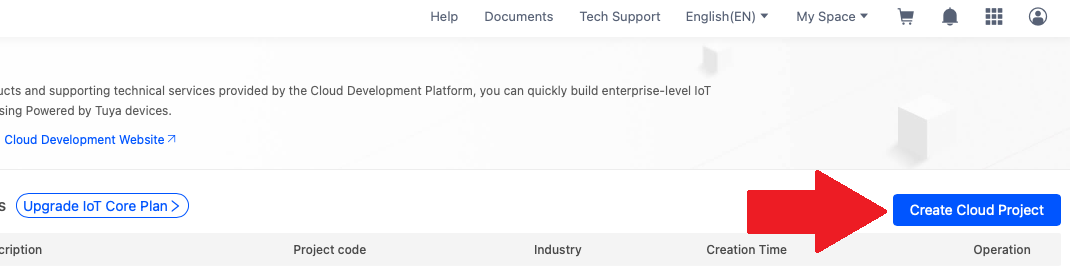 Help Documents Tech Support English(EN) My Space
ucts and supporting technical services provided by the Cloud Development Platform, you can quickly build enterprise-level IoT
sing Powered by Tuya devices.
Cloud Development Website
s Upgrade IoT Core Plan > Create Cloud Project
cription Project code Industry Creation Time Operation